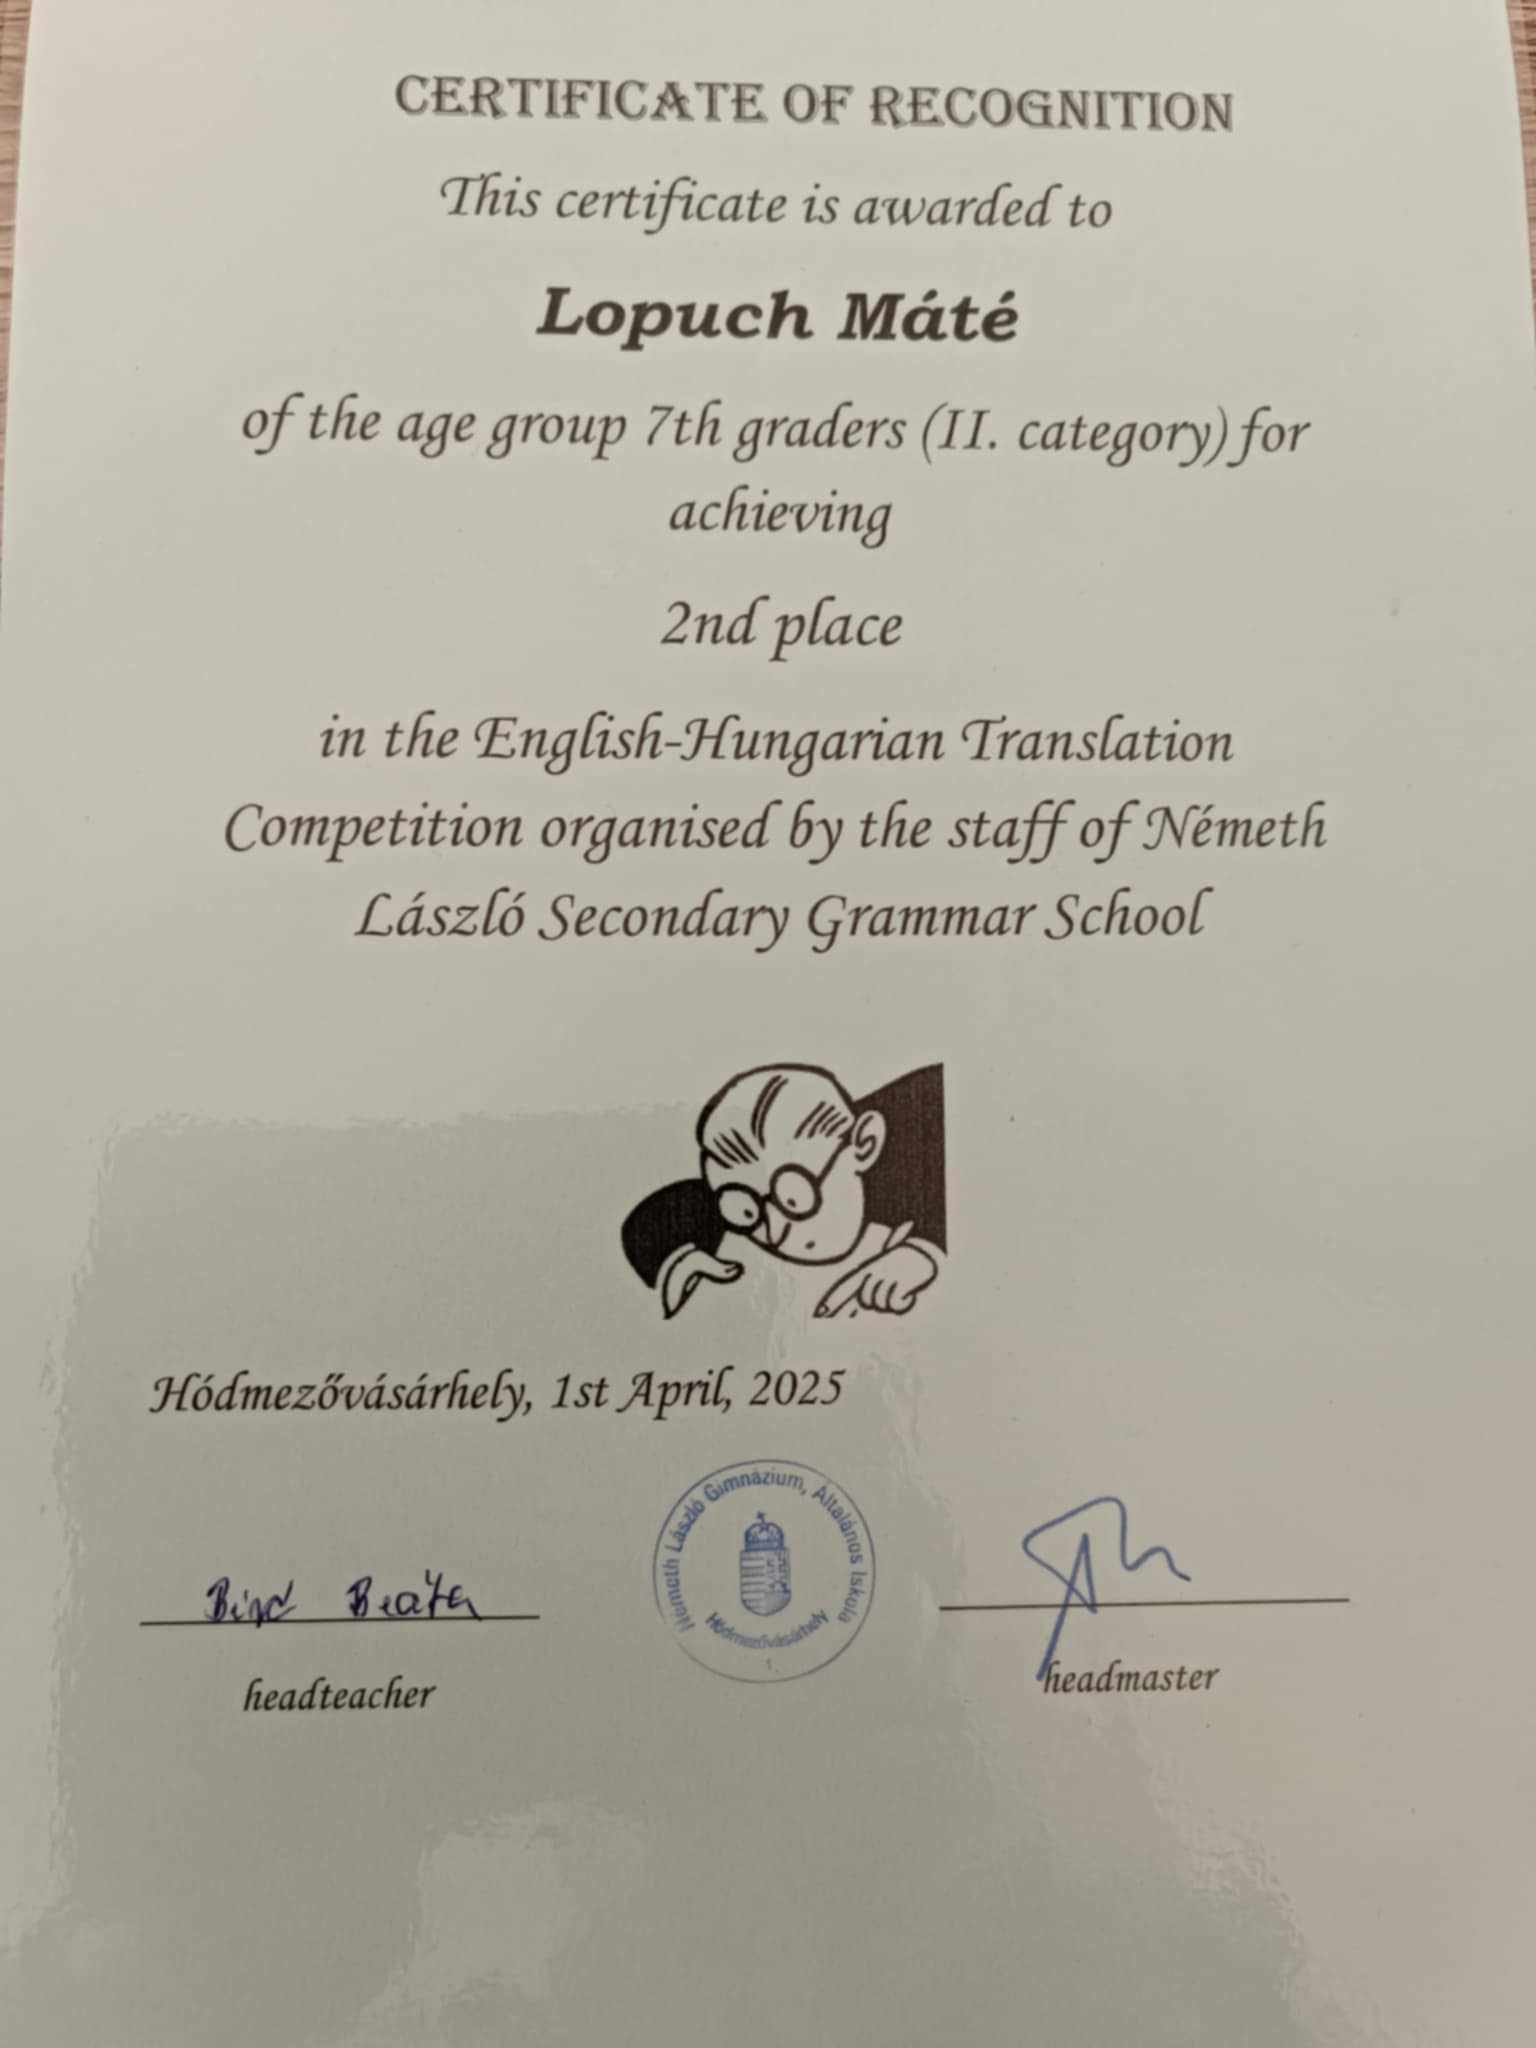 CERTIFICATE OF RECOGNITION
This certificate is awarded to
Lopuch Máté
of the age group 7th graders (II. category) for
achieving
2nd place
in the English-Hungarian Translation
Competition organised by the staff of Németh
László Secondary Grammar School
Hódmezővásárhely, 1st April, 2025
Németh László Gimnázium, Általános Iskola
Hódmezővásárhely
1.
Beáta
headteacher
headmaster